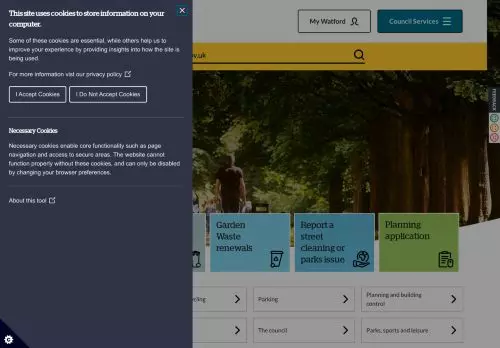 This site uses cookies to store information on your
computer.
Some of these cookies are essential, while others help us to
improve your experience by providing insights into how the site is
being used.
For more information visit our privacy policy
I Accept Cookies
I Do Not Accept Cookies
Necessary Cookies
Necessary cookies enable core functionality such as page
navigation and access to secure areas. The website cannot
function properly without these cookies, and can only be disabled
by changing your browser preferences.
About this tool
My Watford
Council Services
.uk
FEEDBACK
Garden
Waste
renewals
Report a
street
cleaning or
parks issue
Planning
application
Parking
Planning and building
control
The council
Parks, sports and leisure